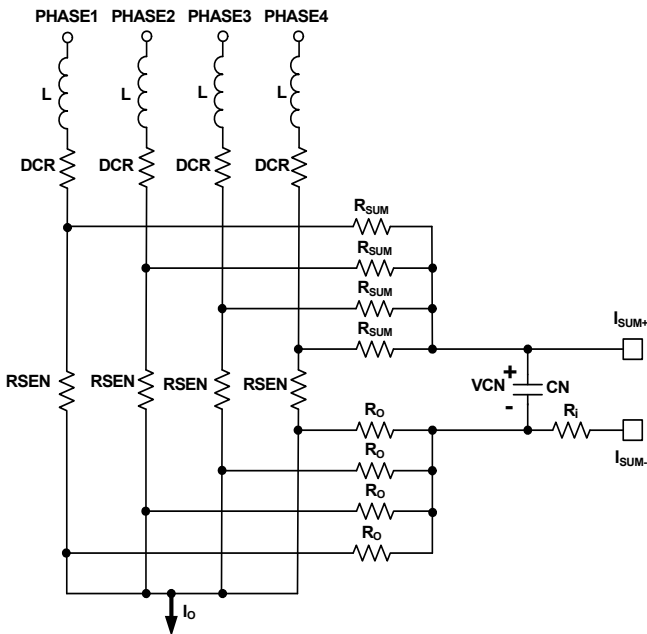 PHASE1 PHASE2 PHASE3 PHASE4
L L L L
DCR DCR DCR DCR
RSUM
RSUM
RSUM
RSUM
ISUM+
RSEN RSEN RSEN RSEN
+
VCN CN
-
RO
Ri
ISUM-
RO
RO
RO
IO